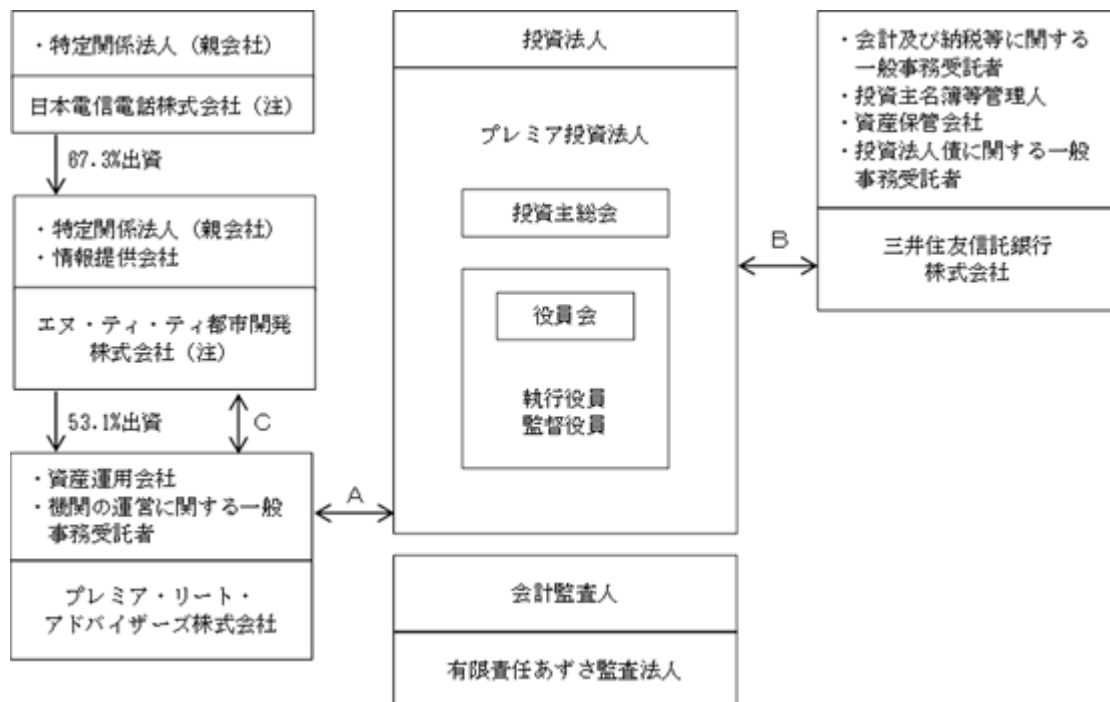 ・特定関係法人（親会社）
日本電信電話株式会社（注）
67.3%出資
・特定関係法人（親会社）
・情報提供会社
エヌ・ティ・ティ都市開発
株式会社（注）
53.1%出資
C
・資産運用会社
・機関の運営に関する一般
事務受託者
プレミア・リート・
アドバイザーズ株式会社
A
投資法人
プレミア投資法人
投資主総会
役員会
執行役員
監督役員
会計監査人
有限責任あずさ監査法人
B
・会計及び納税等に関する
一般事務受託者
・投資主名簿等管理人
・資産保管会社
・投資法人債に関する一般
事務受託者
三井住友信託銀行
株式会社